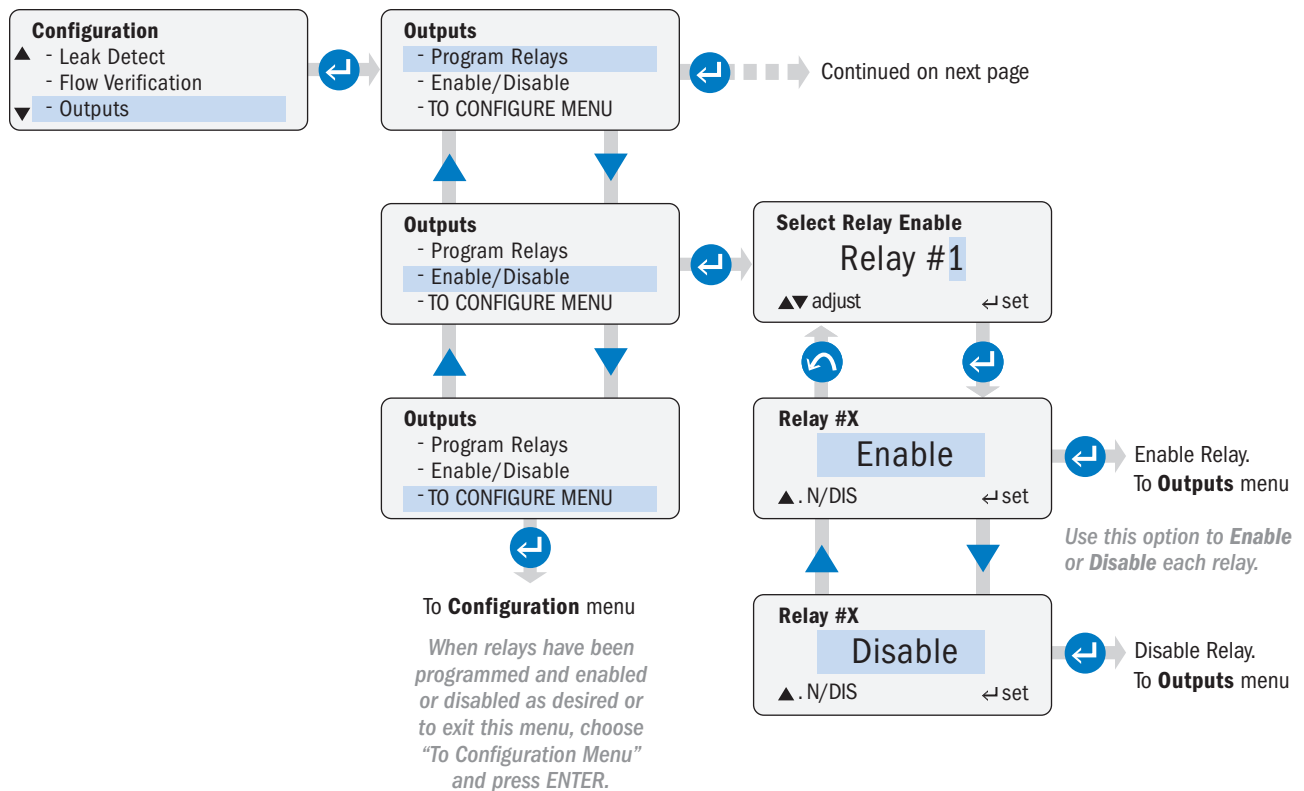 Configuration
▲ - Leak Detect
- Flow Verification
▼ - Outputs
Outputs
- Program Relays
- Enable/Disable
- TO CONFIGURE MENU
Continued on next page
Outputs
- Program Relays
- Enable/Disable
- TO CONFIGURE MENU
Select Relay Enable
Relay #1
▲▼ adjust ↵ set
Outputs
- Program Relays
- Enable/Disable
- TO CONFIGURE MENU
Relay #X
Enable
▲ . N/DIS ↵ set
Enable Relay.
To Outputs menu
Use this option to Enable
or Disable each relay.
To Configuration menu
When relays have been
programmed and enabled
or disabled as desired or
to exit this menu, choose
“To Configuration Menu”
and press ENTER.
Relay #X
Disable
▲ . N/DIS ↵ set
Disable Relay.
To Outputs menu